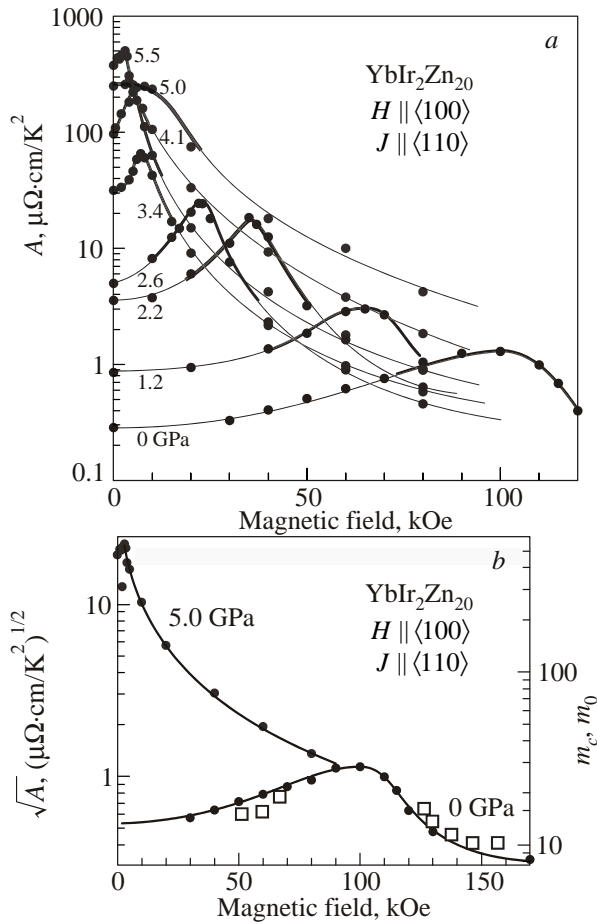 1000
100
10
1
0.1
A, μΩ·cm/K²
a
YbIr₂Zn₂₀
H || ⟨100⟩
J || ⟨110⟩
5.5
5.0
4.1
3.4
2.6
2.2
1.2
0 GPa
0 50 100
Magnetic field, kOe
b
YbIr₂Zn₂₀
H || ⟨100⟩
J || ⟨110⟩
5.0 GPa
0 GPa
10
1
√A, (μΩ·cm/K²)^1/2
100
10
m_c, m_0
0 50 100 150
Magnetic field, kOe